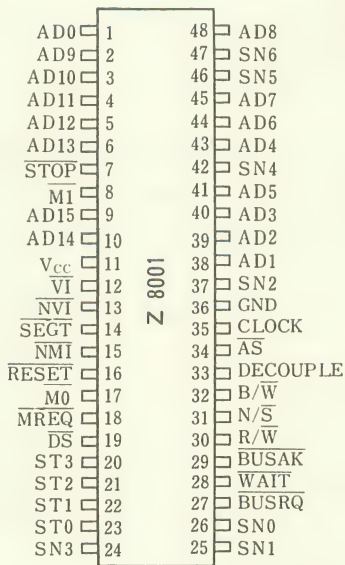 AD0 1 48 AD8
AD9 2 47 SN6
AD10 3 46 SN5
AD11 4 45 AD7
AD12 5 44 AD6
AD13 6 43 AD4
STOP 7 42 SN4
M1 8 41 AD5
AD15 9 40 AD3
AD14 10 39 AD2
Vcc 11 38 AD1
VI 12 37 SN2
NVI 13 36 GND
SEGT 14 35 CLOCK
NMI 15 34 AS
RESET 16 33 DECOUPLE
M0 17 32 B/W
MREQ 18 31 N/S
DS 19 30 R/W
ST3 20 29 BUSAK
ST2 21 28 WAIT
ST1 22 27 BUSRQ
ST0 23 26 SN0
SN3 24 25 SN1
Z 8001